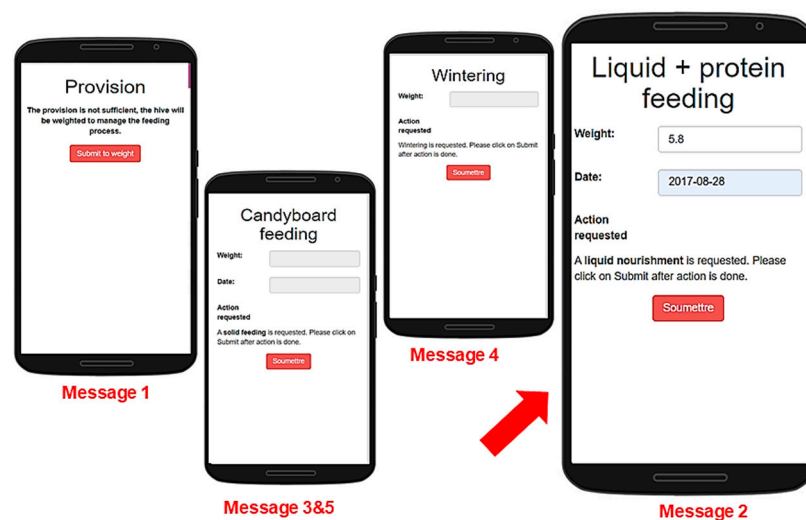 Provision
The provision is not sufficient, the hive will
be weighted to manage the feeding
process.
Submit to weight
Message 1
Candyboard
feeding
Weight:
Date:
Action
requested
A solid feeding is requested. Please click on
Submit after action is done.
Soumettre
Message 3&5
Wintering
Weight:
Action
requested
Wintering is requested. Please click on Submit
after action is done.
Soumettre
Message 4
Liquid + protein
feeding
Weight:
5.8
Date:
2017-08-28
Action
requested
A liquid nourishment is requested. Please
click on Submit after action is done.
Soumettre
Message 2